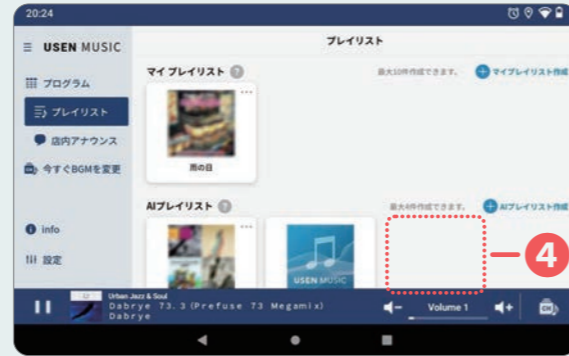 20:24
USEN MUSIC
プログラム
プレイリスト
店内アナウンス
今すぐBGMを変更
info
設定
プレイリスト
マイ プレイリスト ?
最大10件作成できます。
マイプレイリスト作成
雨の日
AIプレイリスト ?
最大4件作成できます。
AIプレイリスト作成
USEN MUSIC
4
Urban Jazz & Soul
Dabrye 73.3 (Prefuse 73 Megamix)
Dabrye
Volume 1